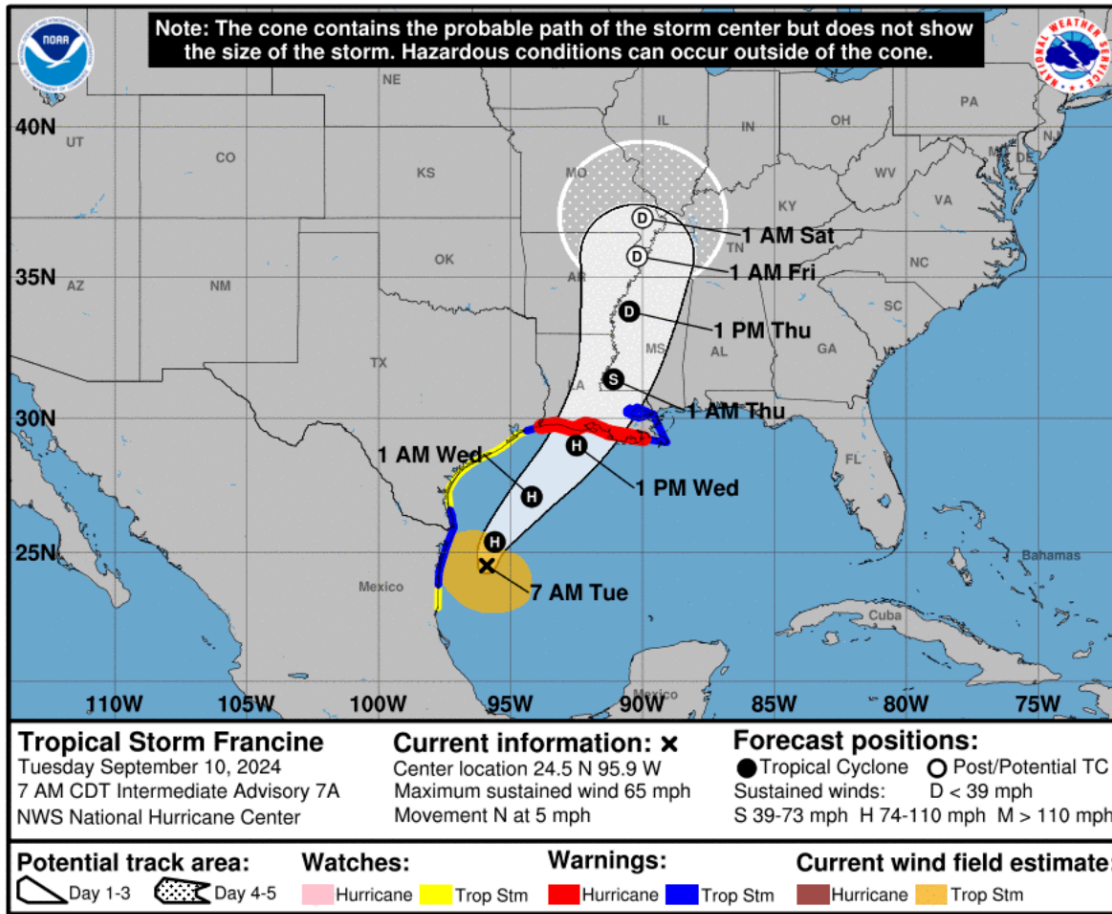 Note: The cone contains the probable path of the storm center but does not show
the size of the storm. Hazardous conditions can occur outside of the cone.
NOAA
NATIONAL WEATHER SERVICE
NE
IL
IN
OH
PA
NJ
DE
40N
UT
CO
KS
MO
WV
VA
KY
1 AM Sat
TN
1 AM Fri
35N
AZ
NM
OK
AR
NC
SC
1 PM Thu
MS
AL
GA
TX
LA
1 AM Thu
30N
1 AM Wed
1 PM Wed
FL
D
D
D
S
H
H
H
25N
Mexico
7 AM Tue
Bahamas
Cuba
Mexico
110W 105W 100W 95W 90W 85W 80W 75W
Tropical Storm Francine
Tuesday September 10, 2024
7 AM CDT Intermediate Advisory 7A
NWS National Hurricane Center
Current information: ×
Center location 24.5 N 95.9 W
Maximum sustained wind 65 mph
Movement N at 5 mph
Forecast positions:
Tropical Cyclone Post/Potential TC
Sustained winds: D < 39 mph
S 39-73 mph H 74-110 mph M > 110 mph
Potential track area:
Day 1-3 Day 4-5
Watches:
Hurricane Trop Stm
Warnings:
Hurricane Trop Stm
Current wind field estimate:
Hurricane Trop Stm